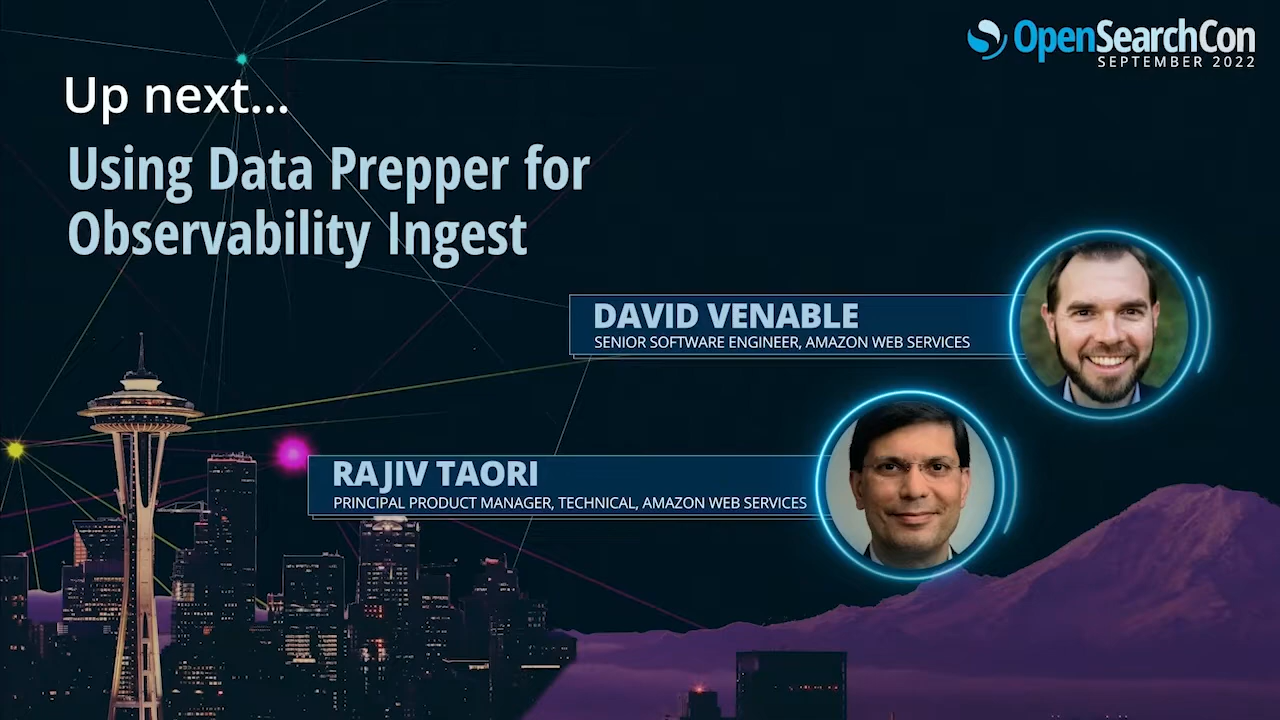 OpenSearchCon
SEPTEMBER 2022
Up next...
Using Data Prepper for
Observability Ingest
DAVID VENABLE
SENIOR SOFTWARE ENGINEER, AMAZON WEB SERVICES
RAJIV TAORI
PRINCIPAL PRODUCT MANAGER, TECHNICAL, AMAZON WEB SERVICES